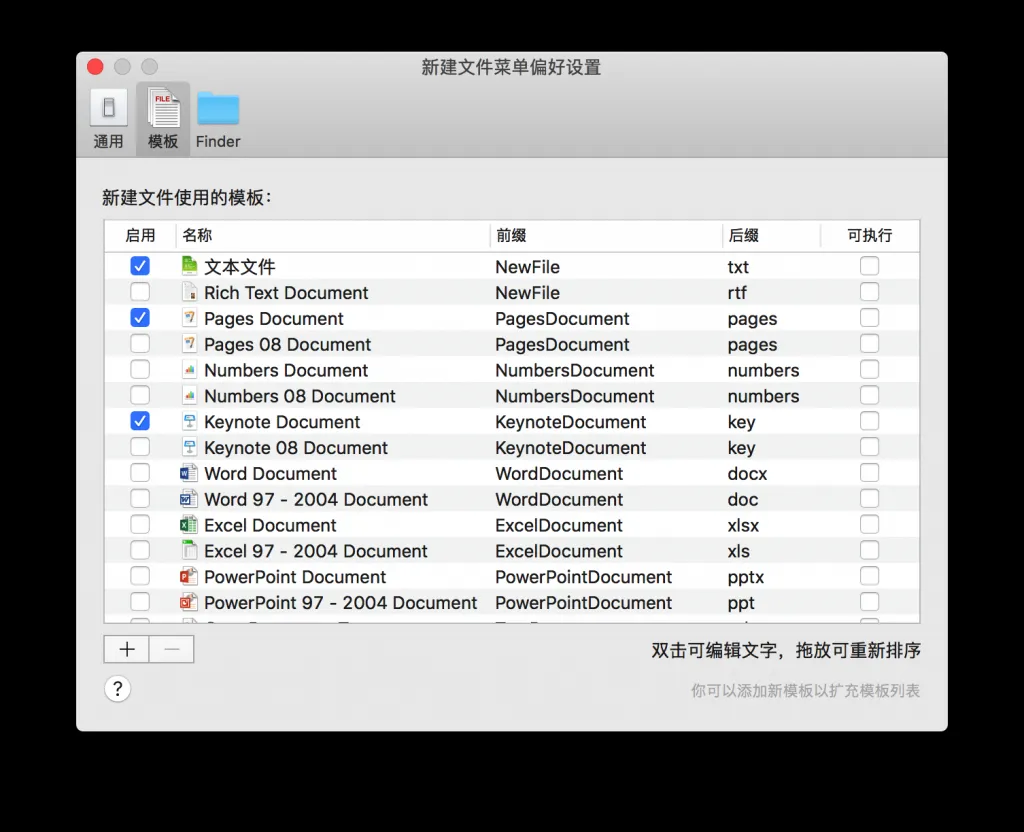 新建文件菜单偏好设置
FILE
通用 模板 Finder
新建文件使用的模板：
启用 名称 前缀 后缀 可执行
文本文件 NewFile txt
Rich Text Document NewFile rtf
Pages Document PagesDocument pages
Pages 08 Document PagesDocument pages
Numbers Document NumbersDocument numbers
Numbers 08 Document NumbersDocument numbers
Keynote Document KeynoteDocument key
Keynote 08 Document KeynoteDocument key
Word Document WordDocument docx
Word 97 - 2004 Document WordDocument doc
Excel Document ExcelDocument xlsx
Excel 97 - 2004 Document ExcelDocument xls
PowerPoint Document PowerPointDocument pptx
PowerPoint 97 - 2004 Document PowerPointDocument ppt
+ −
双击可编辑文字，拖放可重新排序
?
你可以添加新模板以扩充模板列表